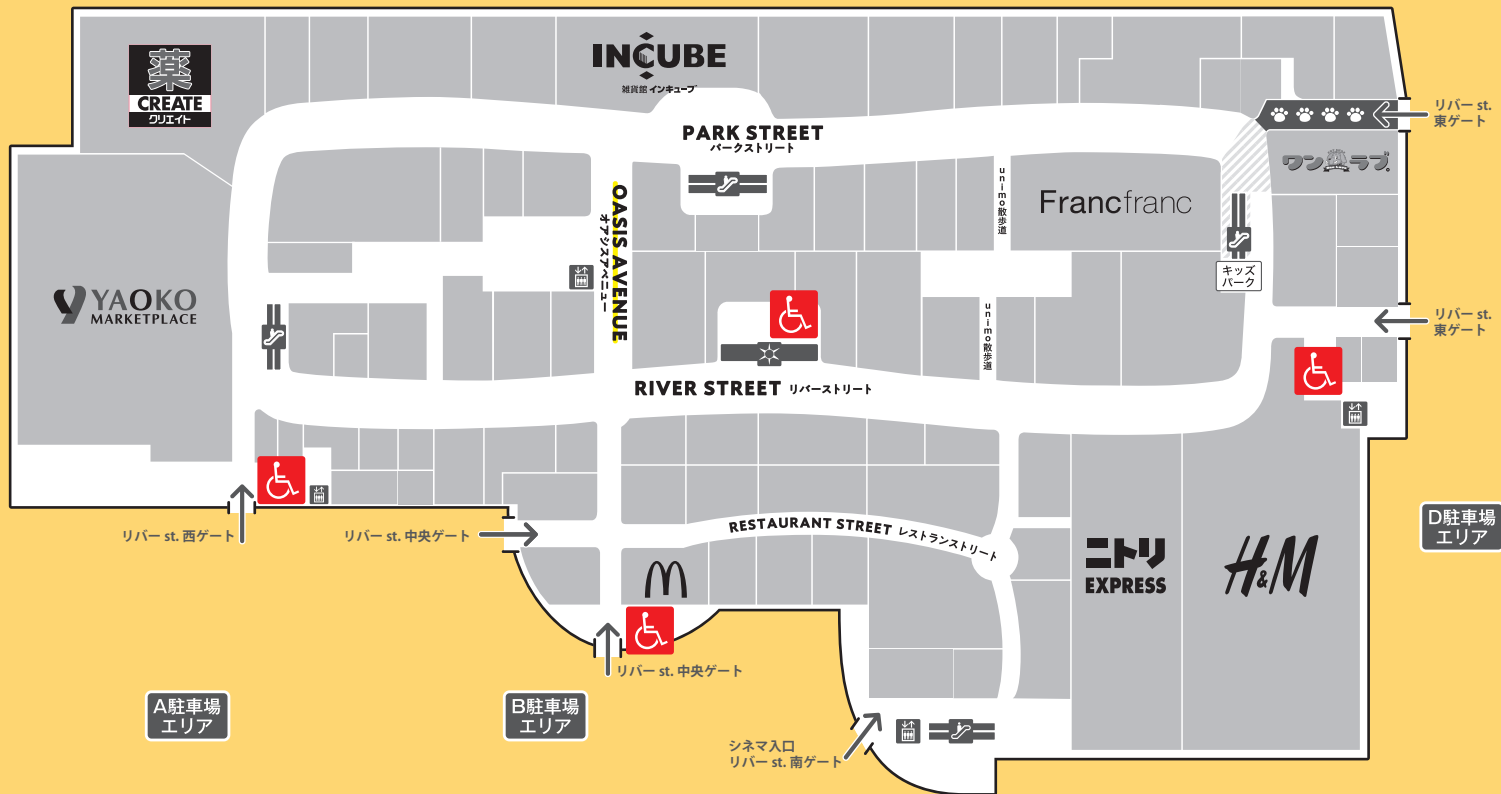 薬
CREATE
クリエイト
INCUBE
雑貨館 インキューブ
PARK STREET
パークストリート
リバー st.
東ゲート
ワンラブ
OASIS AVENUE
オアシスアベニュー
unimo散歩道
Francfranc
キッズ
パーク
YAOKO
MARKETPLACE
unimo散歩道
リバー st.
東ゲート
RIVER STREET リバーストリート
リバー st. 西ゲート
リバー st. 中央ゲート
RESTAURANT STREET レストランストリート
ニトリ
EXPRESS
H&M
D駐車場
エリア
リバー st. 中央ゲート
A駐車場
エリア
B駐車場
エリア
シネマ入口
リバー st. 南ゲート